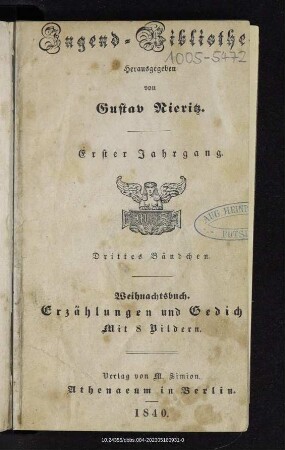 Jugend-Bibliothe
1005-5472
Herausgegeben
von
Gustav Nieritz.
Erster Jahrgang.
Drittes Bändchen.
Weihnachtsbuch.
Erzählungen und Gedich
Mit 8 Bildern.
Verlag von M. Simion.
Athenaeum in Berlin.
1840.